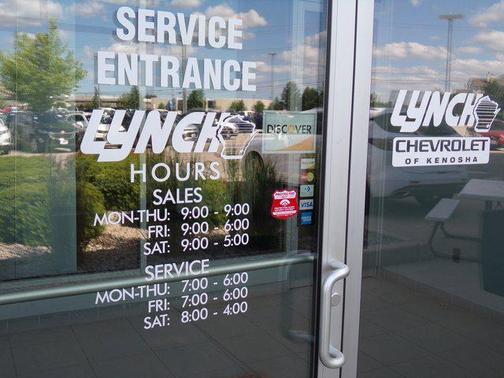 SERVICE
ENTRANCE
LYNCH
HOURS
SALES
MON-THU: 9:00 - 9:00
FRI: 9:00 - 6:00
SAT: 9:00 - 5:00
SERVICE
MON-THU: 7:00 - 6:00
FRI: 7:00 - 6:00
SAT: 8:00 - 4:00
DISCOVER
VISA
LYNCH
CHEVROLET
OF KENOSHA